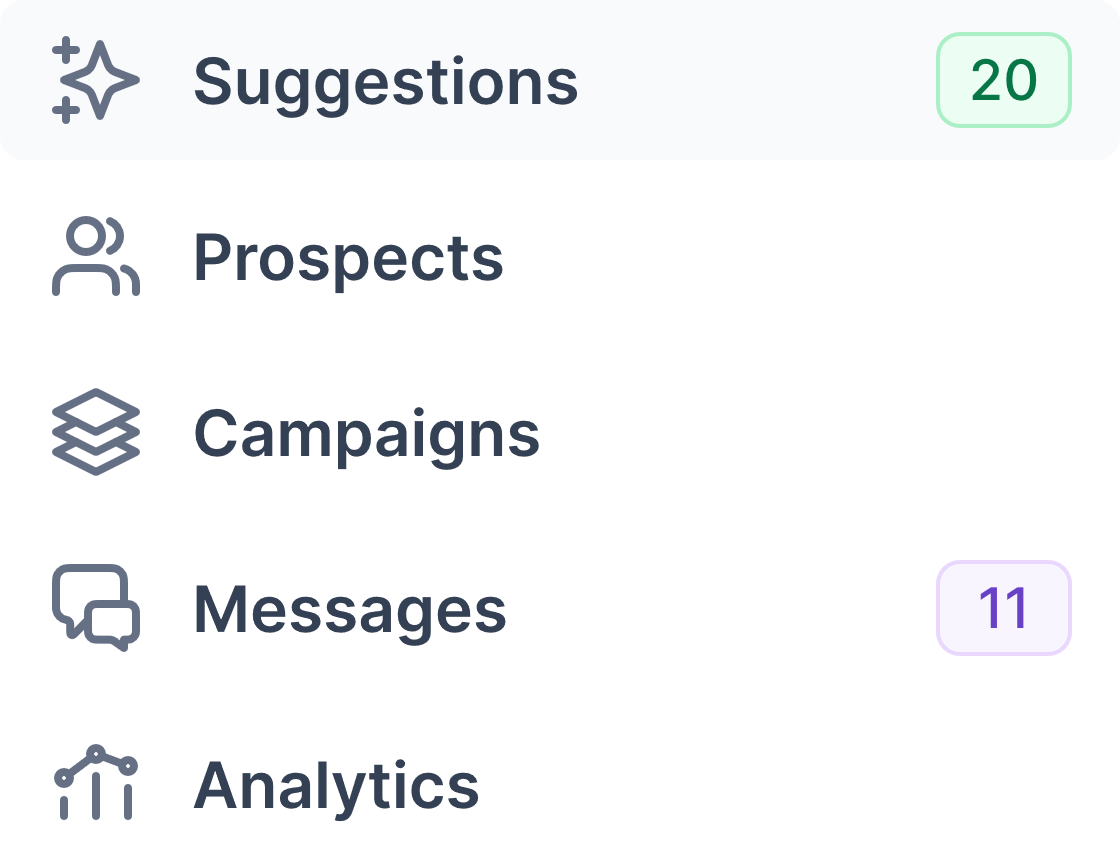 Suggestions 20
Prospects
Campaigns
Messages 11
Analytics